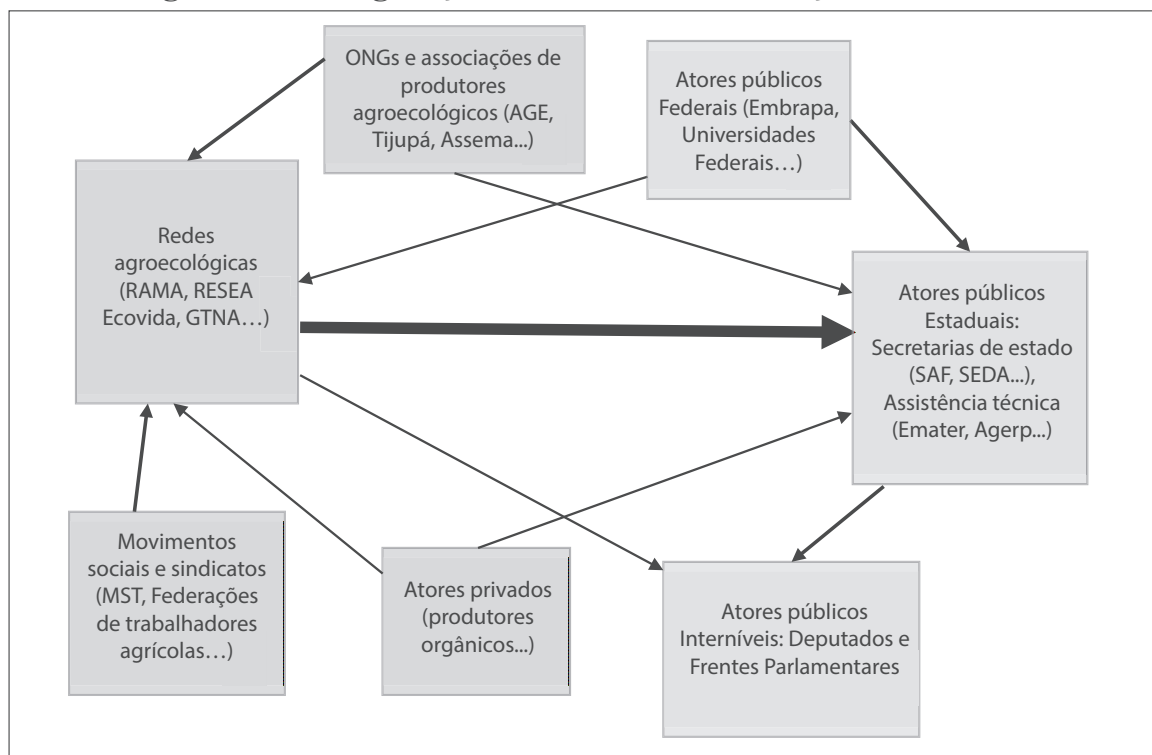 ONGs e associações de
produtores
agroecológicos (AGE,
Tijupá, Assema...)
Atores públicos
Federais (Embrapa,
Universidades
Federais…)
Redes
agroecológicas
(RAMA, RESEA
Ecovida, GTNA…)
Atores públicos
Estaduais:
Secretarias de estado
(SAF, SEDA...),
Assistência técnica
(Emater, Agerp...)
Movimentos
sociais e sindicatos
(MST, Federações
de trabalhadores
agrícolas…)
Atores privados
(produtores
orgânicos...)
Atores públicos
Interníveis: Deputados e
Frentes Parlamentares